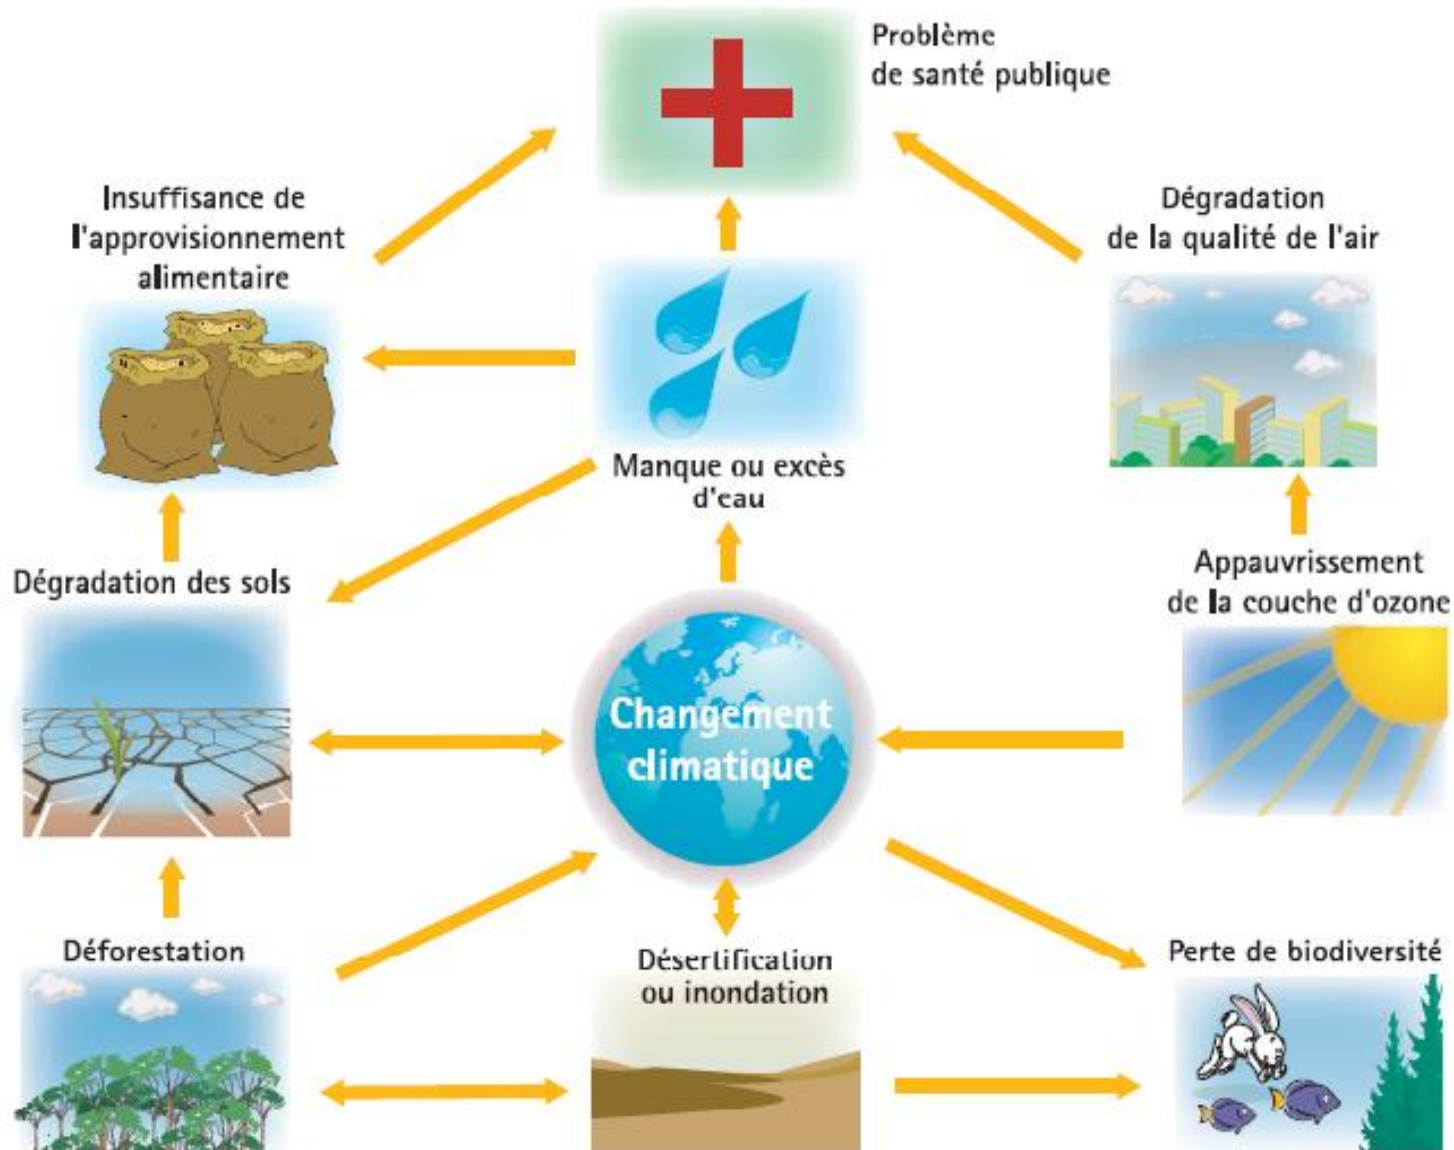 Problème
de santé publique
Insuffisance de
l'approvisionnement
alimentaire
Dégradation
de la qualité de l'air
Manque ou excès
d'eau
Dégradation des sols
Appauvrissement
de la couche d'ozone
Changement
climatique
Déforestation
Désertification
ou inondation
Perte de biodiversité